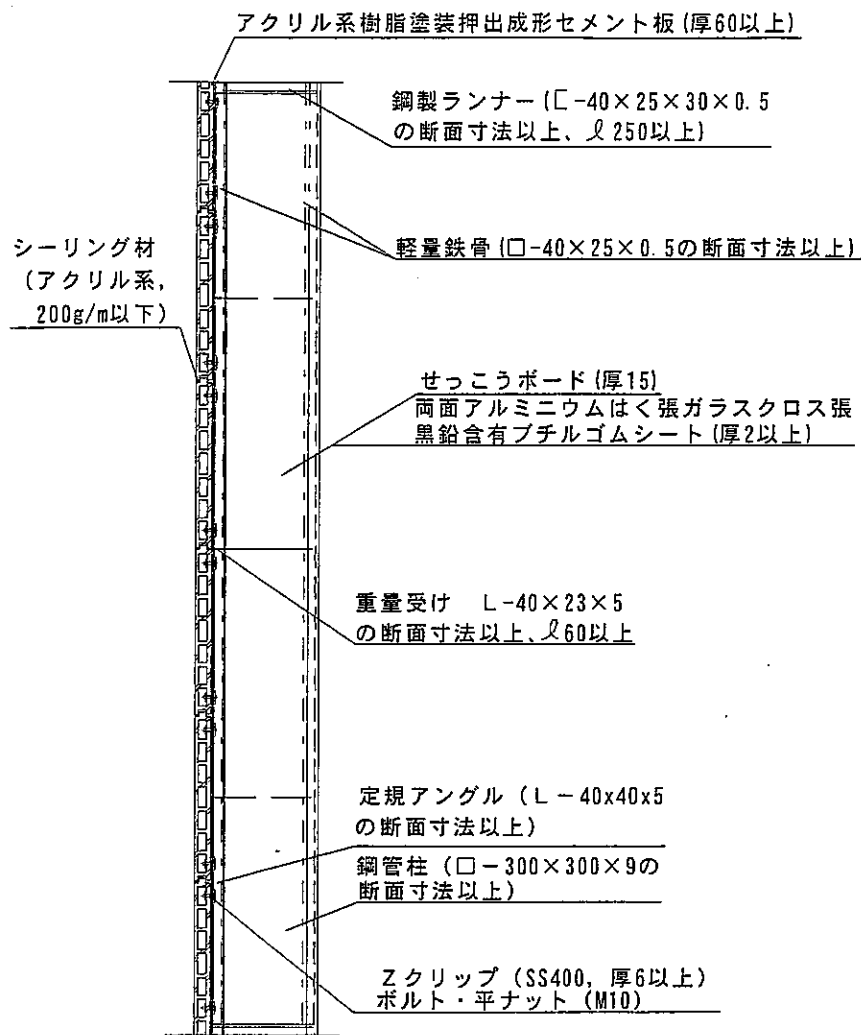 アクリル系樹脂塗装押出成形セメント板(厚60以上)
鋼製ランナー(⊏-40×25×30×0.5
の断面寸法以上、ℓ250以上)
軽量鉄骨(□-40×25×0.5の断面寸法以上)
シーリング材
(アクリル系,
200g/m以下)
せっこうボード(厚15)
両面アルミニウムはく張ガラスクロス張
黒鉛含有ブチルゴムシート(厚2以上)
重量受け L-40×23×5
の断面寸法以上、ℓ60以上
定規アングル(L-40x40x5
の断面寸法以上)
鋼管柱(□-300×300×9の
断面寸法以上)
Zクリップ(SS400, 厚6以上)
ボルト・平ナット(M10)